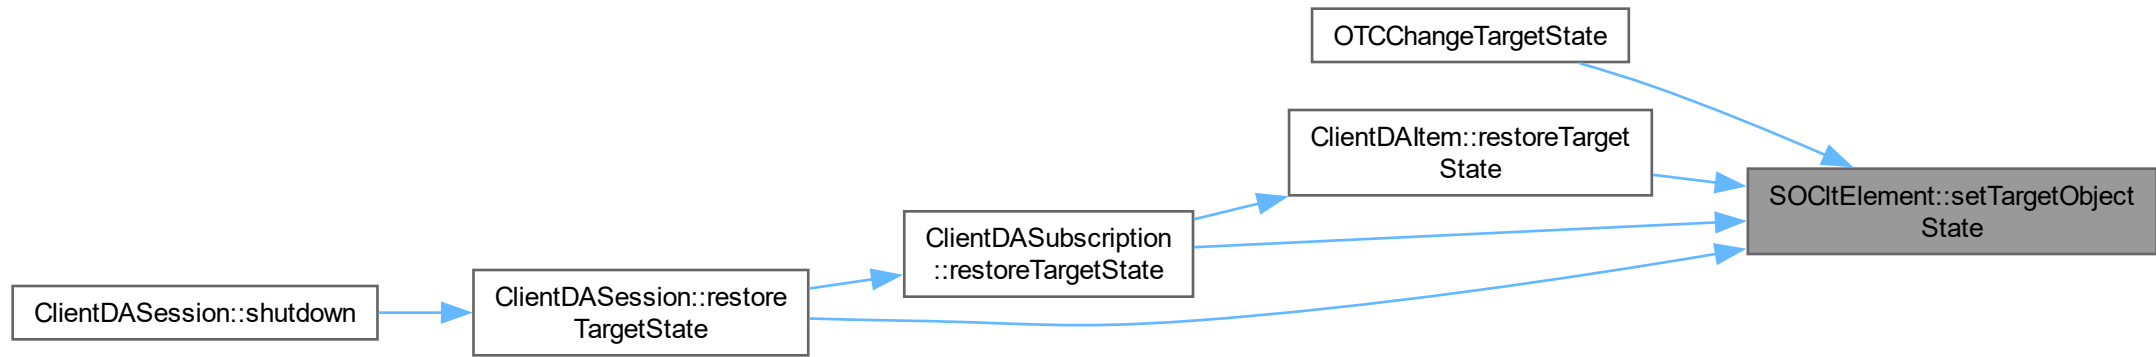 OTCChangeTargetState
ClientDAItem::restoreTarget
State
SOCltElement::setTargetObject
State
ClientDASubscription
::restoreTargetState
ClientDASession::restore
TargetState
ClientDASession::shutdown